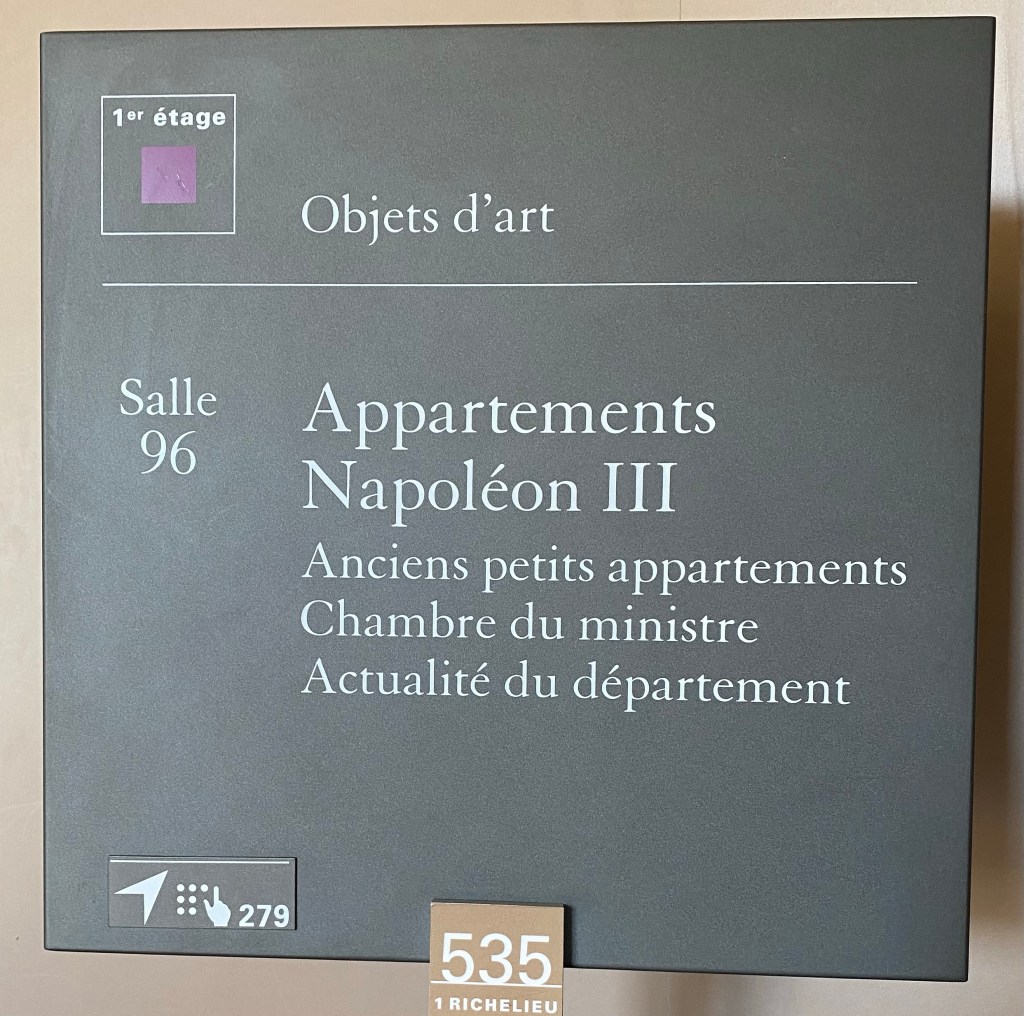 1er étage
Objets d'art
Salle
96
Appartements
Napoléon III
Anciens petits appartements
Chambre du ministre
Actualité du département
279
535
1 RICHELIEU